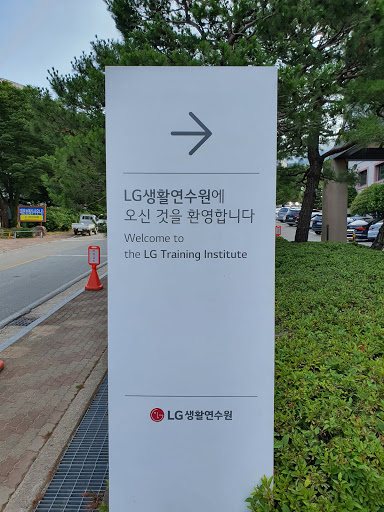 LG생활연수원에
오신 것을 환영합니다
Welcome to
the LG Training Institute
LG 생활연수원